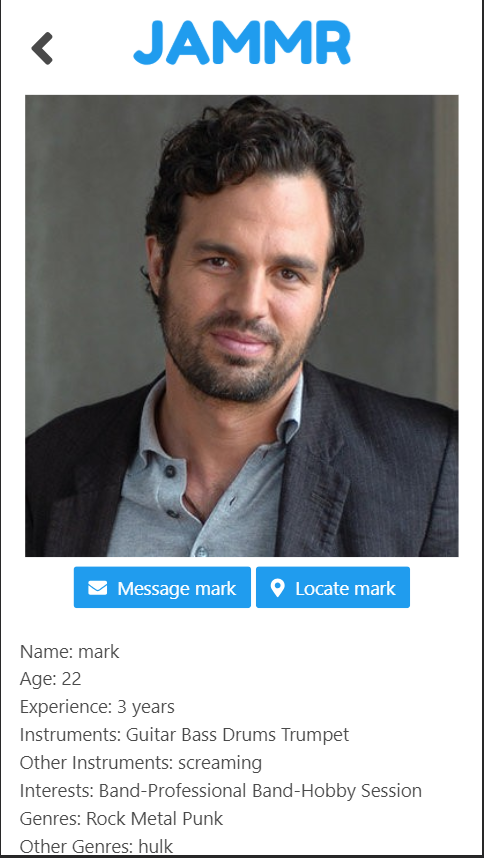 JAMMR
Message mark
Locate mark
Name: mark
Age: 22
Experience: 3 years
Instruments: Guitar Bass Drums Trumpet
Other Instruments: screaming
Interests: Band-Professional Band-Hobby Session
Genres: Rock Metal Punk
Other Genres: hulk